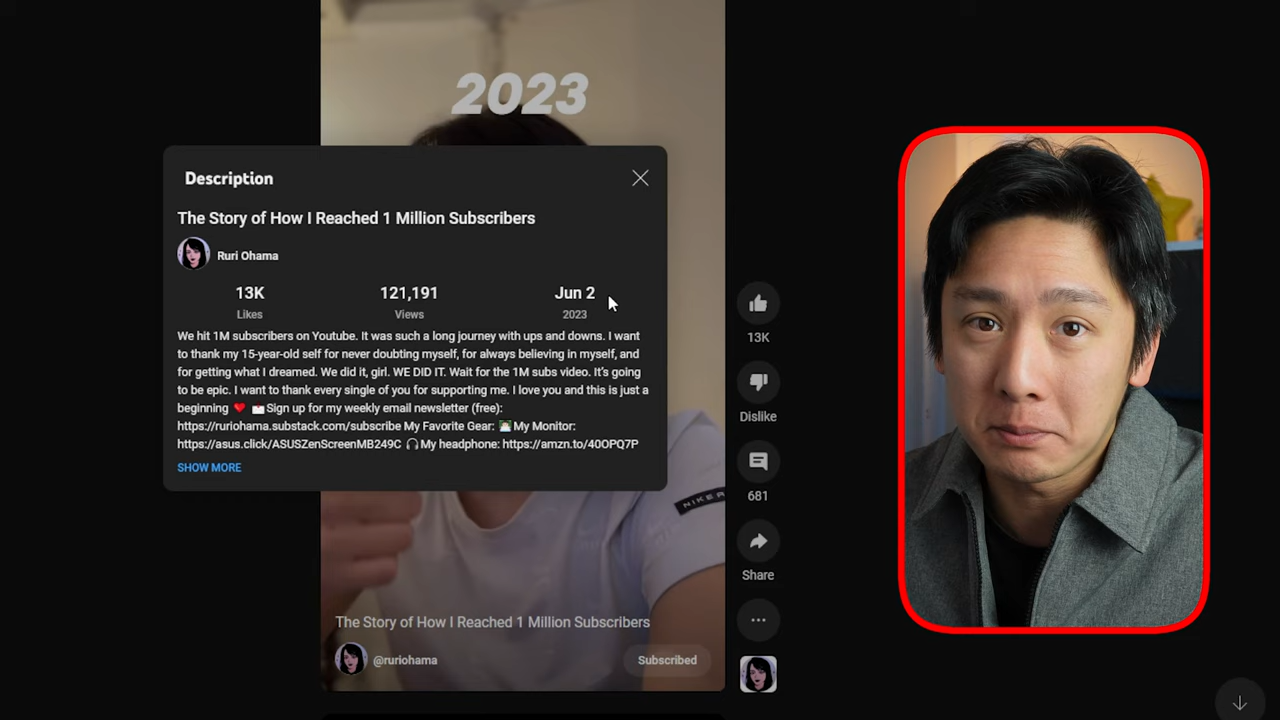 2023
Description
The Story of How I Reached 1 Million Subscribers
Ruri Ohama
13K
121,191
Jun 2
Likes
Views
2023
We hit 1M subscribers on Youtube. It was such a long journey with ups and downs. I want
to thank my 15-year-old self for never doubting myself, for always believing in myself, and
for getting what I dreamed. We did it, girl. WE DID IT. Wait for the 1M subs video. It's going
to be epic. I want to thank every single of you for supporting me. I love you and this is just a
beginning ❤️ 📩Sign up for my weekly email newsletter (free):
https://ruriohama.substack.com/subscribe My Favorite Gear: 👩🏻‍💻My Monitor:
https://asus.click/ASUSZenScreenMB249C 🎧My headphone: https://amzn.to/40OPQ7P
SHOW MORE
13K
Dislike
681
Share
NIKE
The Story of How I Reached 1 Million Subscribers
@ruriohama
Subscribed